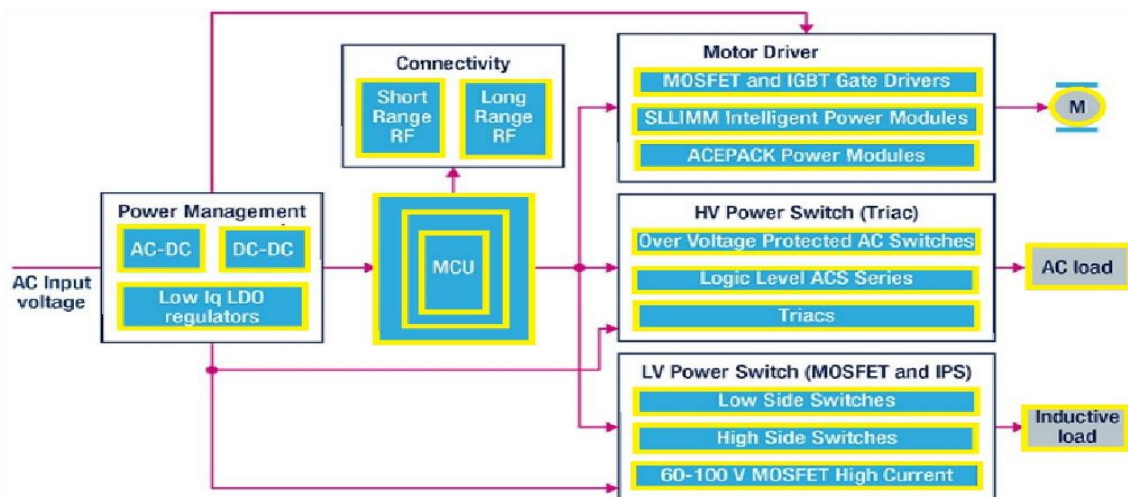 Motor Driver
MOSFET and IGBT Gate Drivers
SLLIMM Intelligent Power Modules
ACEPACK Power Modules
M
Connectivity
Short
Range
RF
Long
Range
RF
Power Management
AC-DC
DC-DC
Low Iq LDO
regulators
AC Input
voltage
MCU
HV Power Switch (Triac)
Over Voltage Protected AC Switches
Logic Level ACS Series
Triacs
AC load
LV Power Switch (MOSFET and IPS)
Low Side Switches
High Side Switches
60-100 V MOSFET High Current
Inductive
load